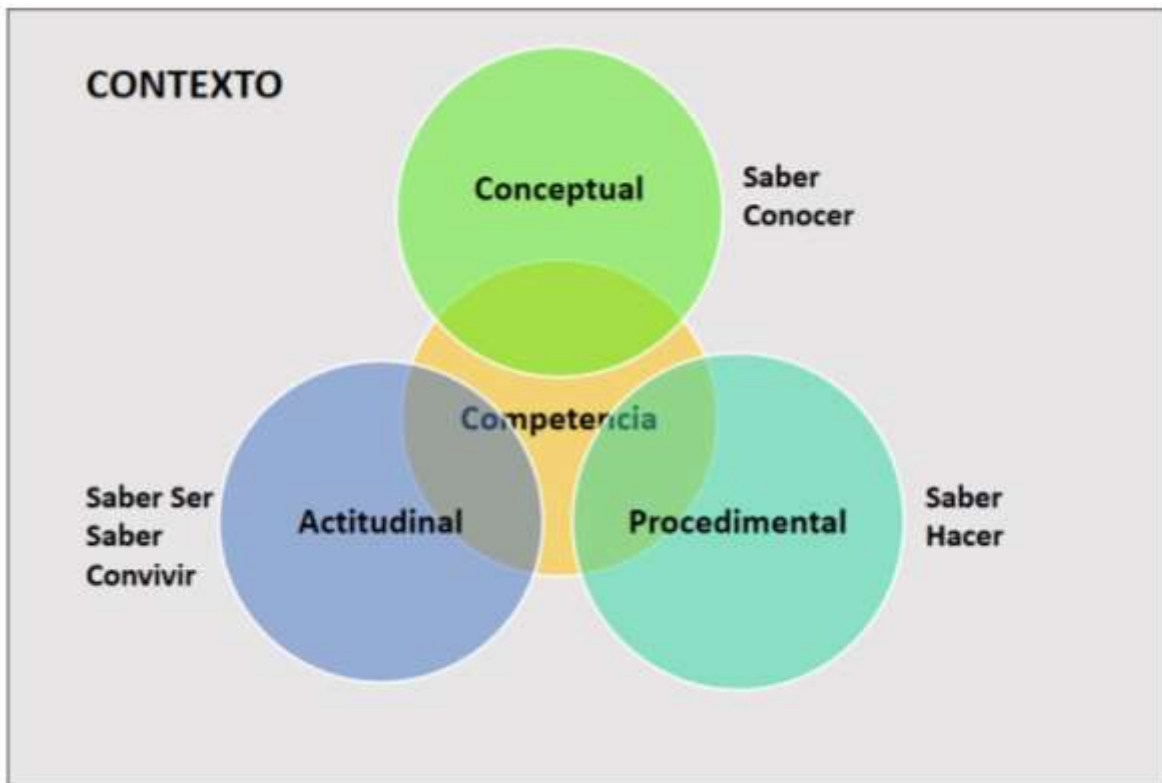 CONTEXTO
Conceptual
Saber
Conocer
Competencia
Saber Ser
Saber
Convivir
Actitudinal
Procedimental
Saber
Hacer